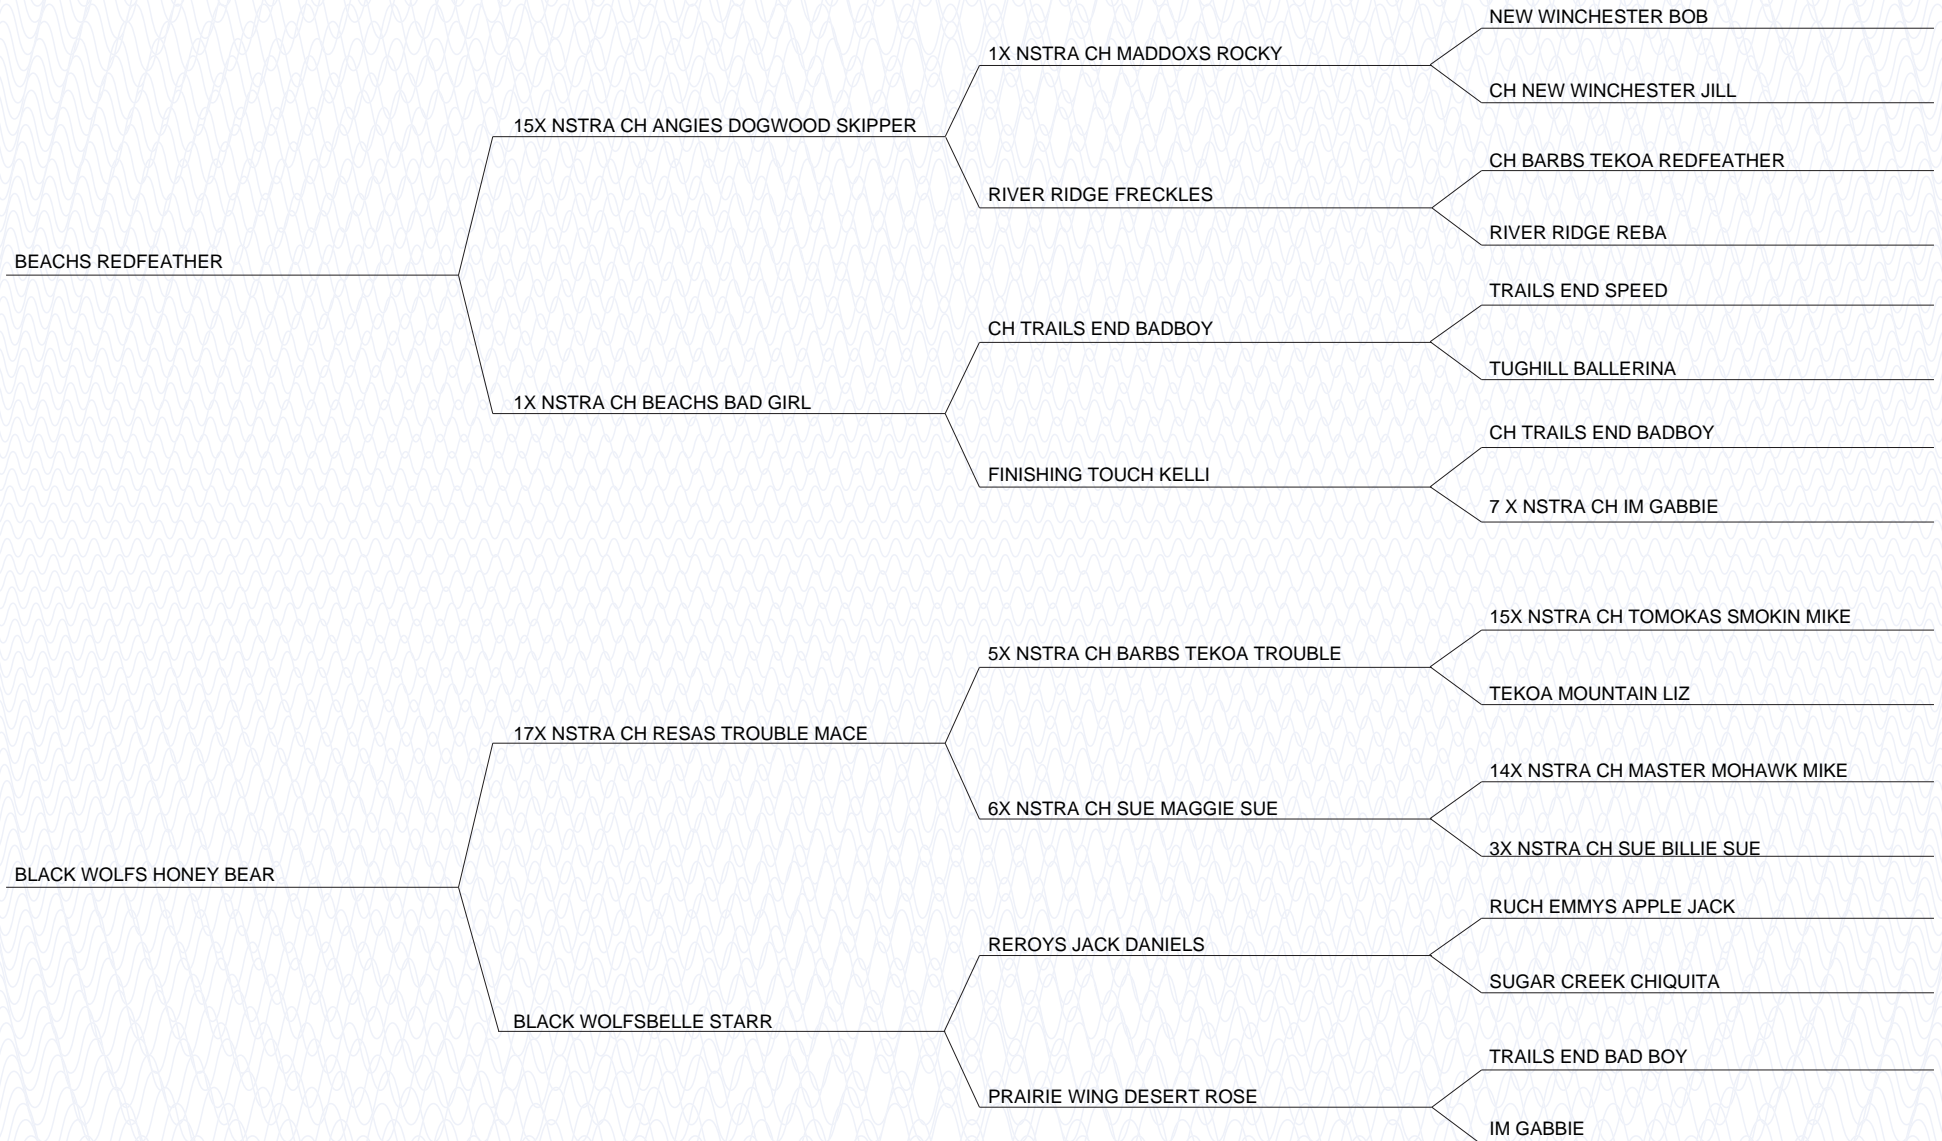 NEW WINCHESTER BOB
1X NSTRA CH MADDOXS ROCKY
CH NEW WINCHESTER JILL
15X NSTRA CH ANGIES DOGWOOD SKIPPER
CH BARBS TEKOA REDFEATHER
RIVER RIDGE FRECKLES
RIVER RIDGE REBA
BEACHS REDFEATHER
TRAILS END SPEED
CH TRAILS END BADBOY
TUGHILL BALLERINA
1X NSTRA CH BEACHS BAD GIRL
CH TRAILS END BADBOY
FINISHING TOUCH KELLI
7 X NSTRA CH IM GABBIE
15X NSTRA CH TOMOKAS SMOKIN MIKE
5X NSTRA CH BARBS TEKOA TROUBLE
TEKOA MOUNTAIN LIZ
17X NSTRA CH RESAS TROUBLE MACE
14X NSTRA CH MASTER MOHAWK MIKE
6X NSTRA CH SUE MAGGIE SUE
3X NSTRA CH SUE BILLIE SUE
BLACK WOLFS HONEY BEAR
RUCH EMMYS APPLE JACK
REROYS JACK DANIELS
SUGAR CREEK CHIQUITA
BLACK WOLFSBELLE STARR
TRAILS END BAD BOY
PRAIRIE WING DESERT ROSE
IM GABBIE